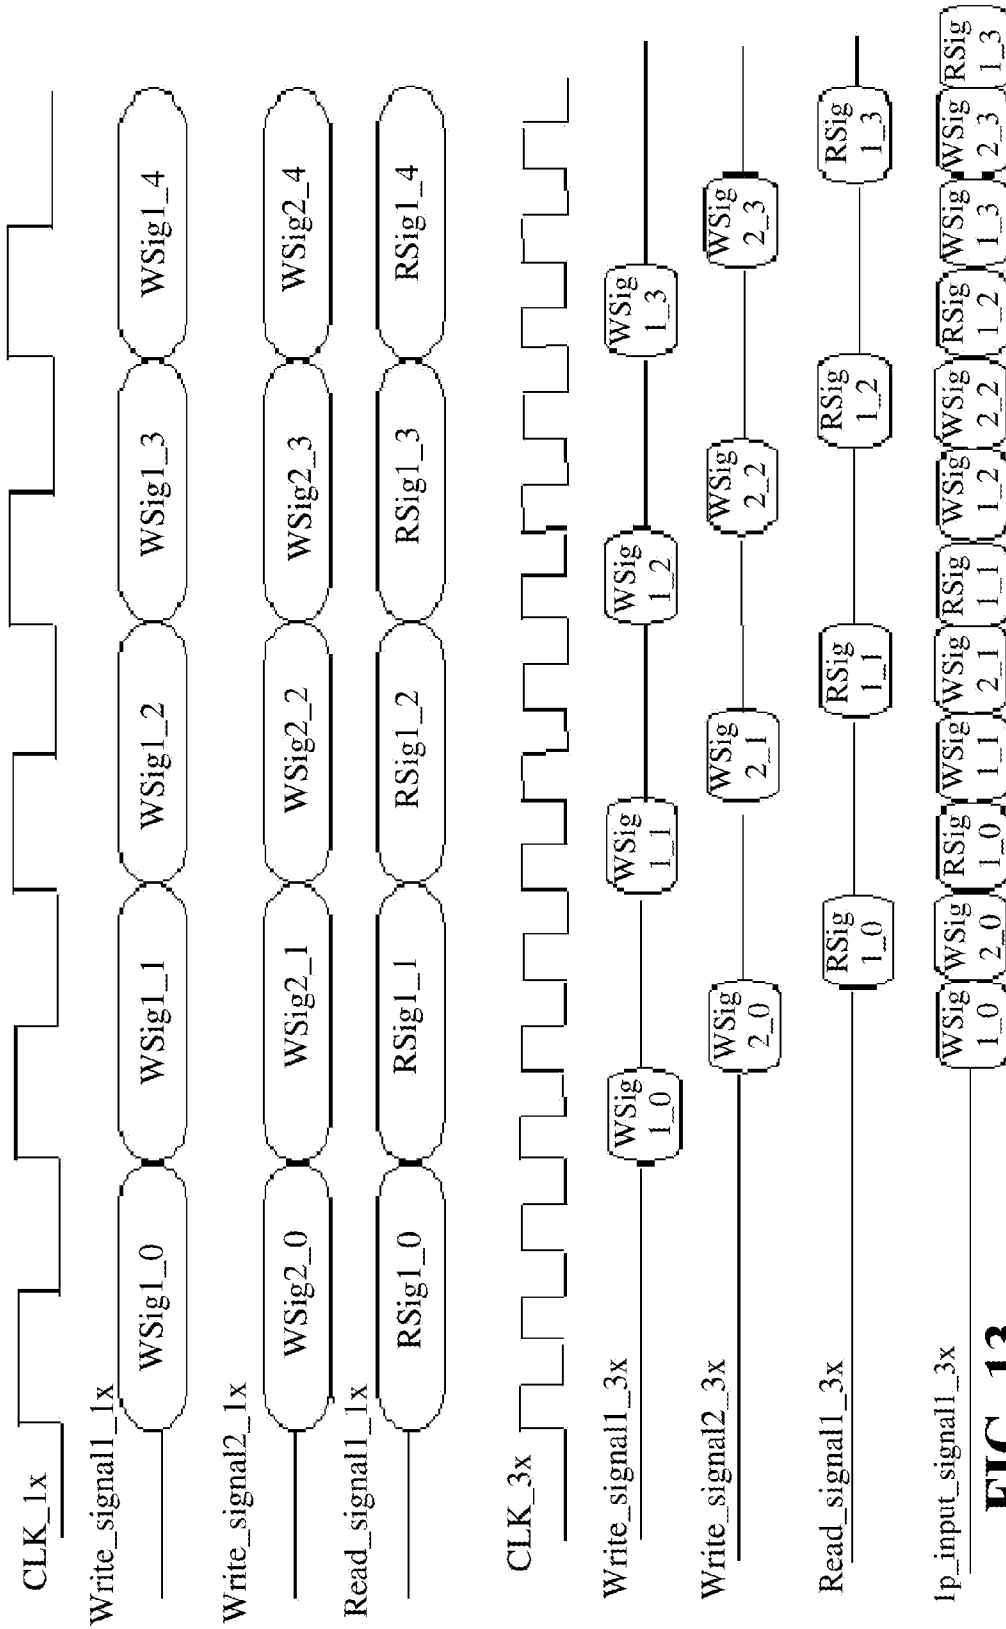 CLK_1x
Write_signal1_1x
WSig1_0 WSig1_1 WSig1_2 WSig1_3 WSig1_4
Write_signal2_1x
WSig2_0 WSig2_1 WSig2_2 WSig2_3 WSig2_4
Read_signal1_1x
RSig1_0 RSig1_1 RSig1_2 RSig1_3 RSig1_4
CLK_3x
Write_signal1_3x
WSig 1_0 WSig 1_1 WSig 1_2 WSig 1_3
Write_signal2_3x
WSig 2_0 WSig 2_1 WSig 2_2 WSig 2_3
Read_signal1_3x
RSig 1_0 RSig 1_1 RSig 1_2 RSig 1_3
1p_input_signal1_3x
WSig 1_0 WSig 2_0 RSig 1_0 WSig 1_1 WSig 2_1 RSig 1_1 WSig 1_2 WSig 2_2 RSig 1_2 WSig 1_3 WSig 2_3 RSig 1_3
FIG. 13